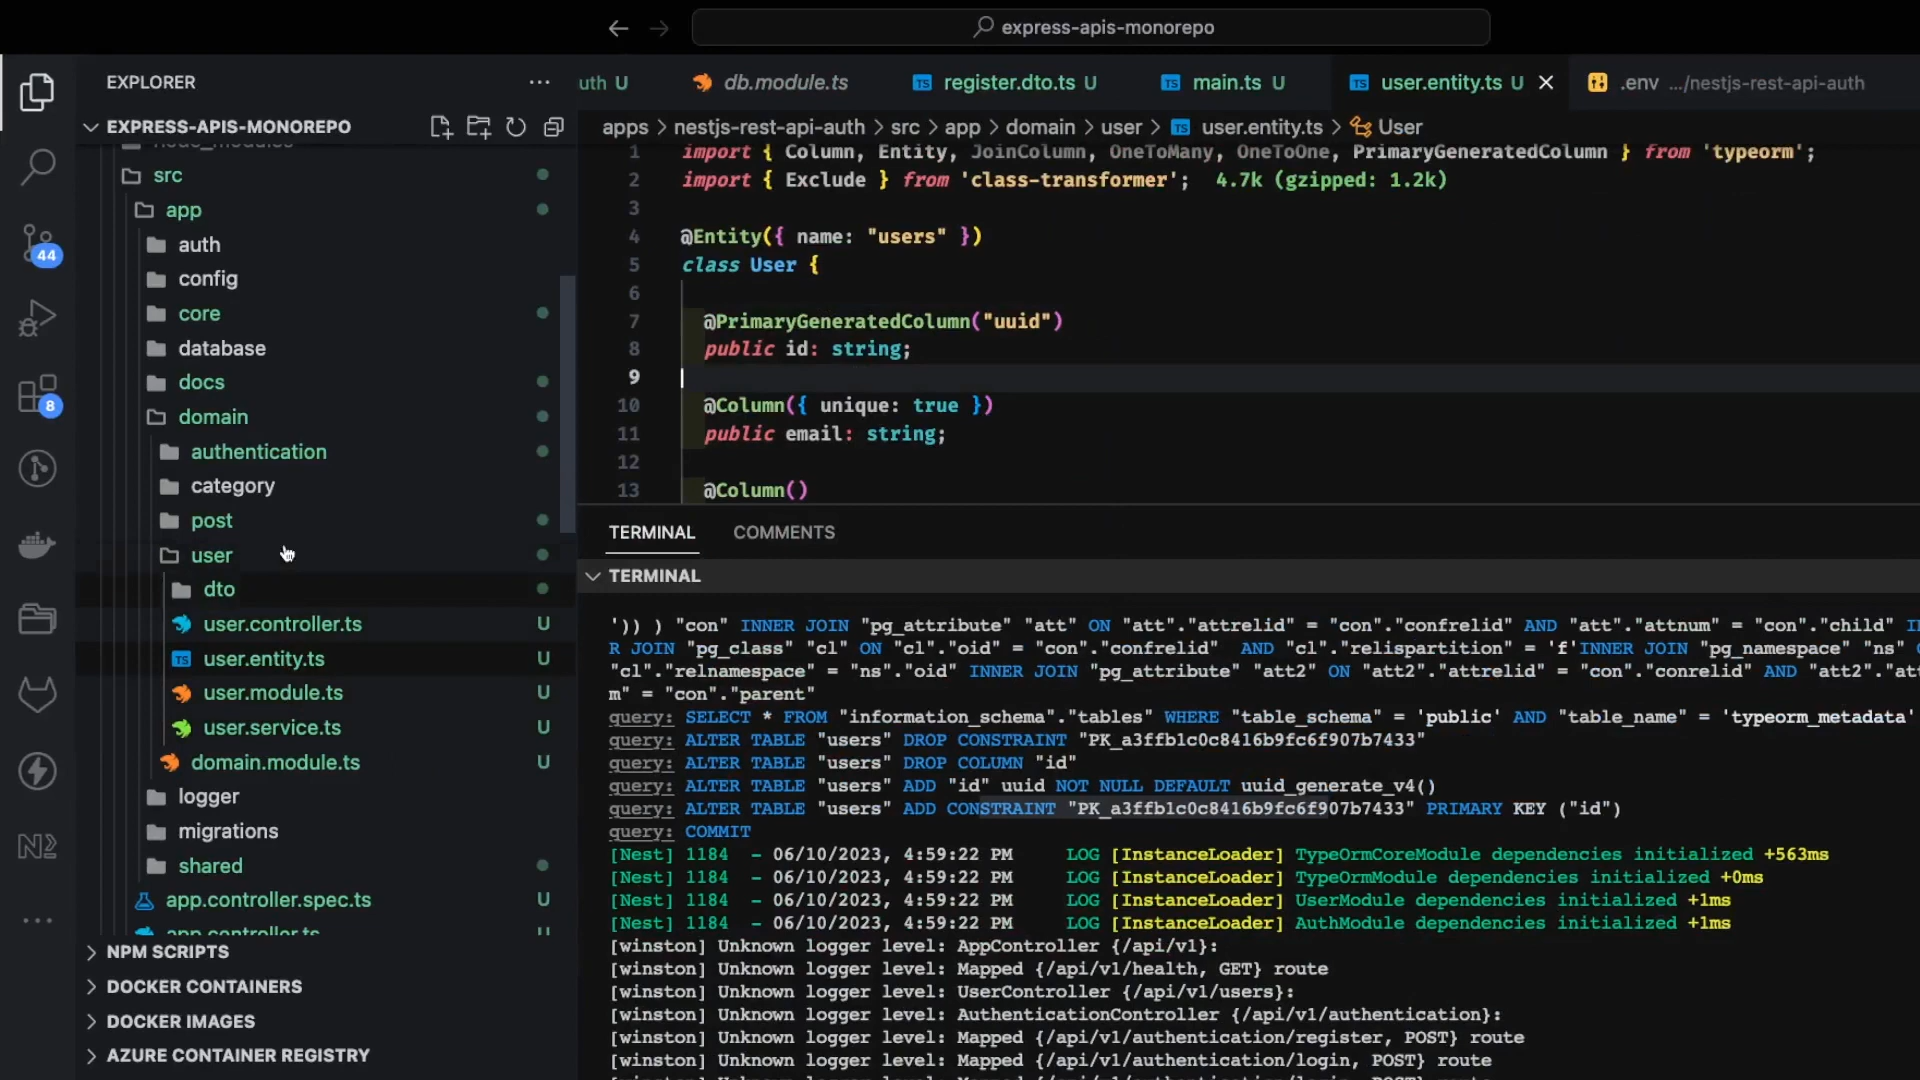 express-apis-monorepo
EXPLORER
EXPRESS-APIS-MONOREPO
node_modules
src
app
auth
config
core
database
docs
domain
authentication
category
post
user
dto
user.controller.ts U
user.entity.ts U
user.module.ts U
user.service.ts U
domain.module.ts U
logger
migrations
shared
app.controller.spec.ts U
app.controller.ts U
NPM SCRIPTS
DOCKER CONTAINERS
DOCKER IMAGES
AZURE CONTAINER REGISTRY
44
8
uth U
db.module.ts
TS register.dto.ts U
TS main.ts U
TS user.entity.ts U
.env .../nestjs-rest-api-auth
apps > nestjs-rest-api-auth > src > app > domain > user > TS user.entity.ts > User
1 import { Column, Entity, JoinColumn, OneToMany, OneToOne, PrimaryGeneratedColumn } from 'typeorm';
2 import { Exclude } from 'class-transformer'; 4.7k (gzipped: 1.2k)
3
4 @Entity({ name: "users" })
5 class User {
6
7 @PrimaryGeneratedColumn("uuid")
8 public id: string;
9
10 @Column({ unique: true })
11 public email: string;
12
13 @Column()
TERMINAL COMMENTS
TERMINAL
')) ) "con" INNER JOIN "pg_attribute" "att" ON "att"."attrelid" = "con"."confrelid" AND "att"."attnum" = "con"."child"
R JOIN "pg_class" "cl" ON "cl"."oid" = "con"."confrelid" AND "cl"."relispartition" = 'f'INNER JOIN "pg_namespace" "ns"
"cl"."relnamespace" = "ns"."oid" INNER JOIN "pg_attribute" "att2" ON "att2"."attrelid" = "con"."conrelid" AND "att2"."att
m" = "con"."parent"
query: SELECT * FROM "information_schema"."tables" WHERE "table_schema" = 'public' AND "table_name" = 'typeorm_metadata'
query: ALTER TABLE "users" DROP CONSTRAINT "PK_a3ffb1c0c8416b9fc6f907b7433"
query: ALTER TABLE "users" DROP COLUMN "id"
query: ALTER TABLE "users" ADD "id" uuid NOT NULL DEFAULT uuid_generate_v4()
query: ALTER TABLE "users" ADD CONSTRAINT "PK_a3ffb1c0c8416b9fc6f907b7433" PRIMARY KEY ("id")
query: COMMIT
[Nest] 1184 - 06/10/2023, 4:59:22 PM LOG [InstanceLoader] TypeOrmCoreModule dependencies initialized +563ms
[Nest] 1184 - 06/10/2023, 4:59:22 PM LOG [InstanceLoader] TypeOrmModule dependencies initialized +0ms
[Nest] 1184 - 06/10/2023, 4:59:22 PM LOG [InstanceLoader] UserModule dependencies initialized +1ms
[Nest] 1184 - 06/10/2023, 4:59:22 PM LOG [InstanceLoader] AuthModule dependencies initialized +1ms
[winston] Unknown logger level: AppController {/api/v1}:
[winston] Unknown logger level: Mapped {/api/v1/health, GET} route
[winston] Unknown logger level: UserController {/api/v1/users}:
[winston] Unknown logger level: AuthenticationController {/api/v1/authentication}:
[winston] Unknown logger level: Mapped {/api/v1/authentication/register, POST} route
[winston] Unknown logger level: Mapped {/api/v1/authentication/login, POST} route